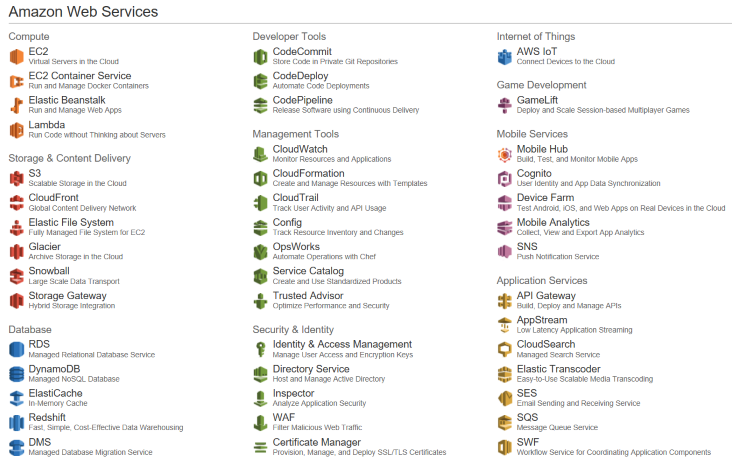 Amazon Web Services
Compute
EC2
Virtual Servers in the Cloud
EC2 Container Service
Run and Manage Docker Containers
Elastic Beanstalk
Run and Manage Web Apps
Lambda
Run Code without Thinking about Servers
Storage & Content Delivery
S3
Scalable Storage in the Cloud
CloudFront
Global Content Delivery Network
Elastic File System
Fully Managed File System for EC2
Glacier
Archive Storage in the Cloud
Snowball
Large Scale Data Transport
Storage Gateway
Hybrid Storage Integration
Database
RDS
Managed Relational Database Service
DynamoDB
Managed NoSQL Database
ElastiCache
In-Memory Cache
Redshift
Fast, Simple, Cost-Effective Data Warehousing
DMS
Managed Database Migration Service
Developer Tools
CodeCommit
Store Code in Private Git Repositories
CodeDeploy
Automate Code Deployments
CodePipeline
Release Software using Continuous Delivery
Management Tools
CloudWatch
Monitor Resources and Applications
CloudFormation
Create and Manage Resources with Templates
CloudTrail
Track User Activity and API Usage
Config
Track Resource Inventory and Changes
OpsWorks
Automate Operations with Chef
Service Catalog
Create and Use Standardized Products
Trusted Advisor
Optimize Performance and Security
Security & Identity
Identity & Access Management
Manage User Access and Encryption Keys
Directory Service
Host and Manage Active Directory
Inspector
Analyze Application Security
WAF
Filter Malicious Web Traffic
Certificate Manager
Provision, Manage, and Deploy SSL/TLS Certificates
Internet of Things
AWS IoT
Connect Devices to the Cloud
Game Development
GameLift
Deploy and Scale Session-based Multiplayer Games
Mobile Services
Mobile Hub
Build, Test, and Monitor Mobile Apps
Cognito
User Identity and App Data Synchronization
Device Farm
Test Android, iOS, and Web Apps on Real Devices in the Cloud
Mobile Analytics
Collect, View and Export App Analytics
SNS
Push Notification Service
Application Services
API Gateway
Build, Deploy and Manage APIs
AppStream
Low Latency Application Streaming
CloudSearch
Managed Search Service
Elastic Transcoder
Easy-to-Use Scalable Media Transcoding
SES
Email Sending and Receiving Service
SQS
Message Queue Service
SWF
Workflow Service for Coordinating Application Components